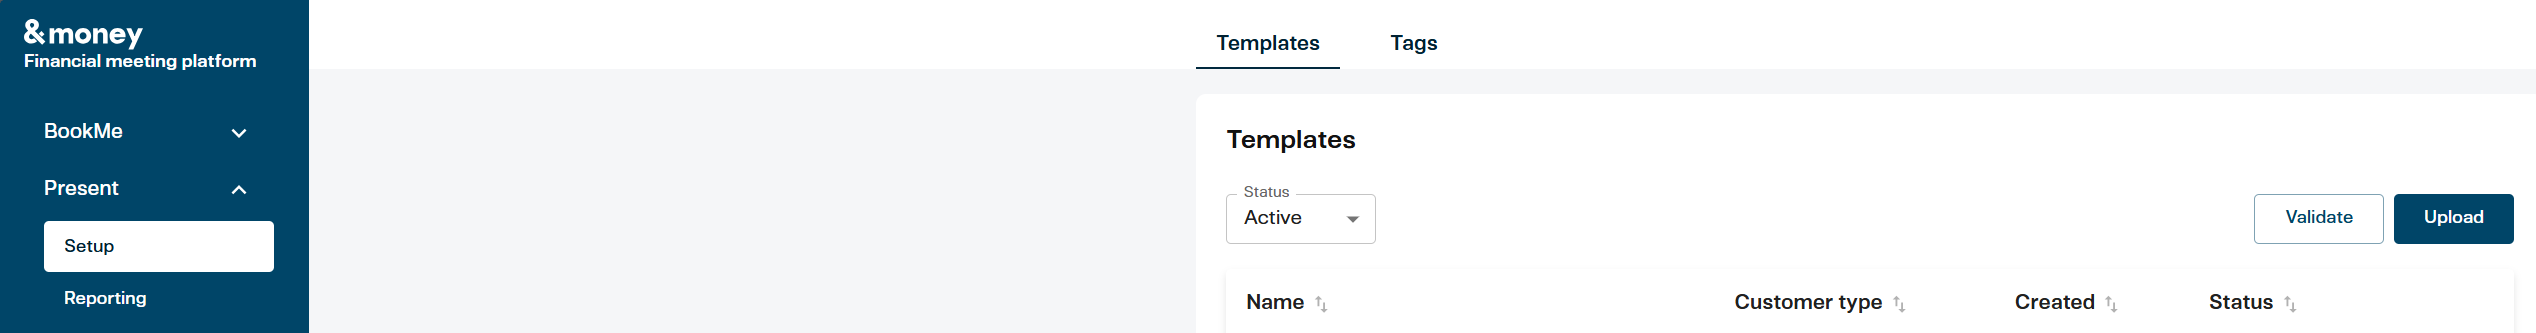 &money
Financial meeting platform
BookMe
Present
Setup
Reporting
Templates Tags
Templates
Status
Active
Validate Upload
Name Customer type Created Status